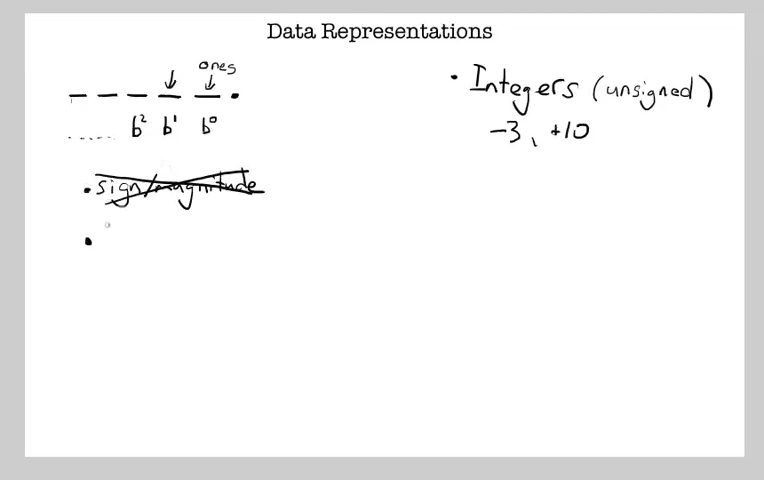 Data Representations
ones
b² b¹ b⁰
• sign/magnitude
•
• Integers (unsigned)
-3, +10